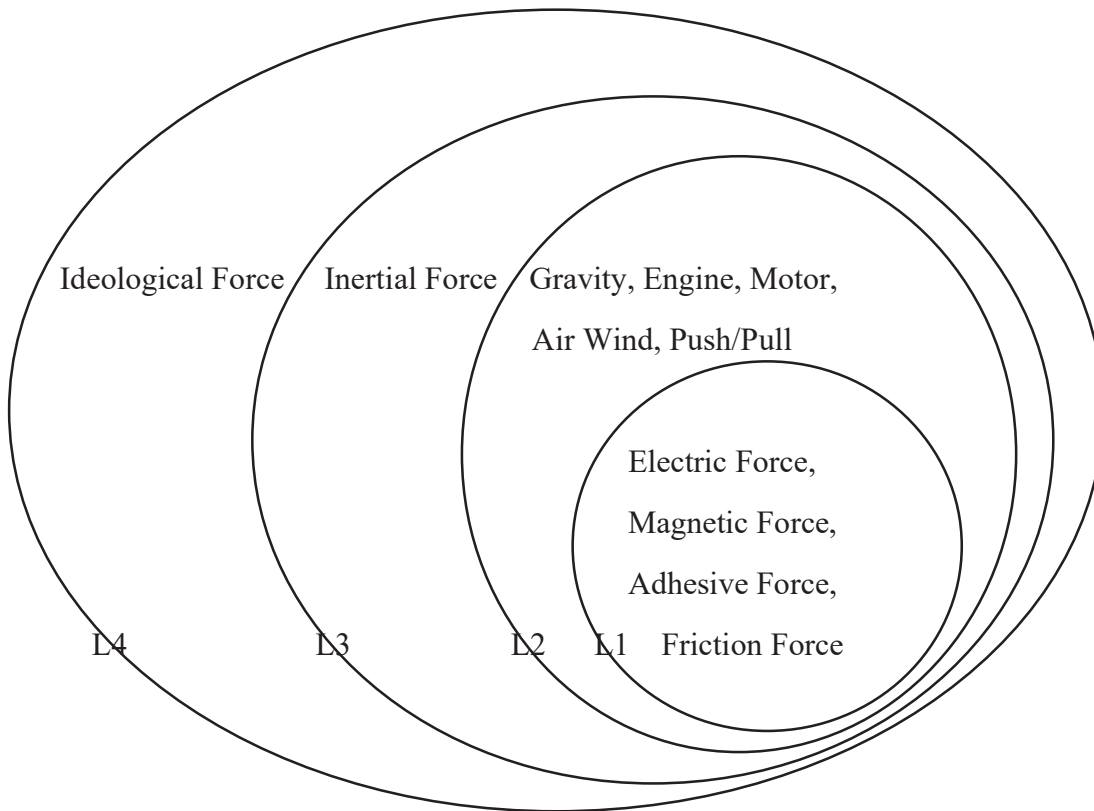 Ideological Force Inertial Force Gravity, Engine, Motor,
Air Wind, Push/Pull
Electric Force,
Magnetic Force,
Adhesive Force,
L4 L3 L2 L1 Friction Force